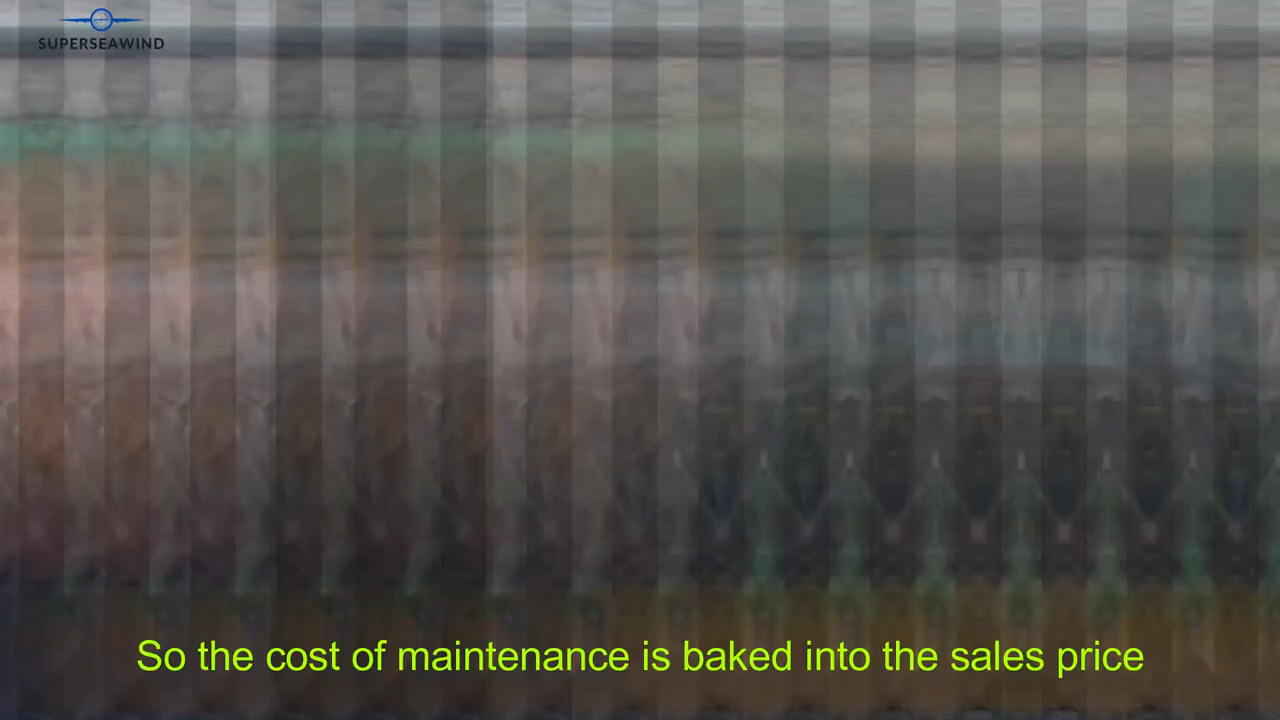 SUPERSEAWIND
So the cost of maintenance is baked into the sales price